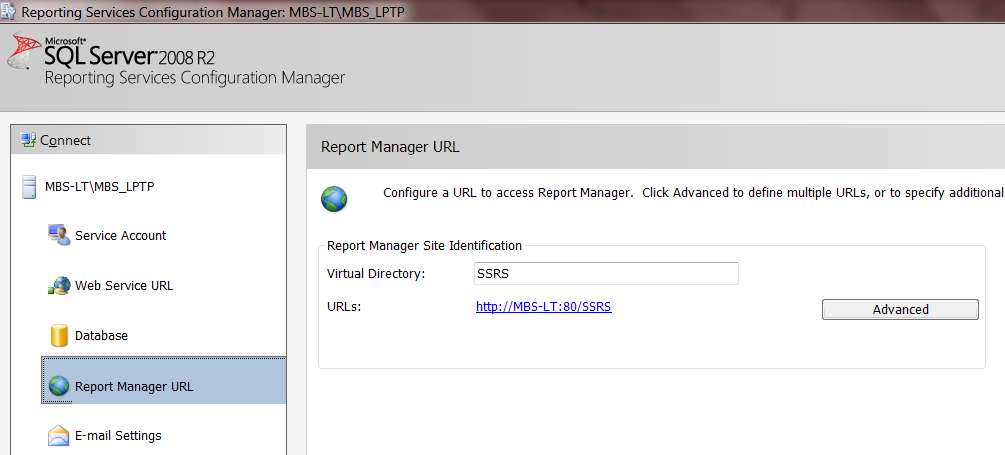 Reporting Services Configuration Manager: MBS-LT\MBS_LPTP
Microsoft®
SQL Server 2008 R2
Reporting Services Configuration Manager
Connect
MBS-LT\MBS_LPTP
Service Account
Web Service URL
Database
Report Manager URL
E-mail Settings
Report Manager URL
Configure a URL to access Report Manager. Click Advanced to define multiple URLs, or to specify additional
Report Manager Site Identification
Virtual Directory: SSRS
URLs: http://MBS-LT:80/SSRS
Advanced